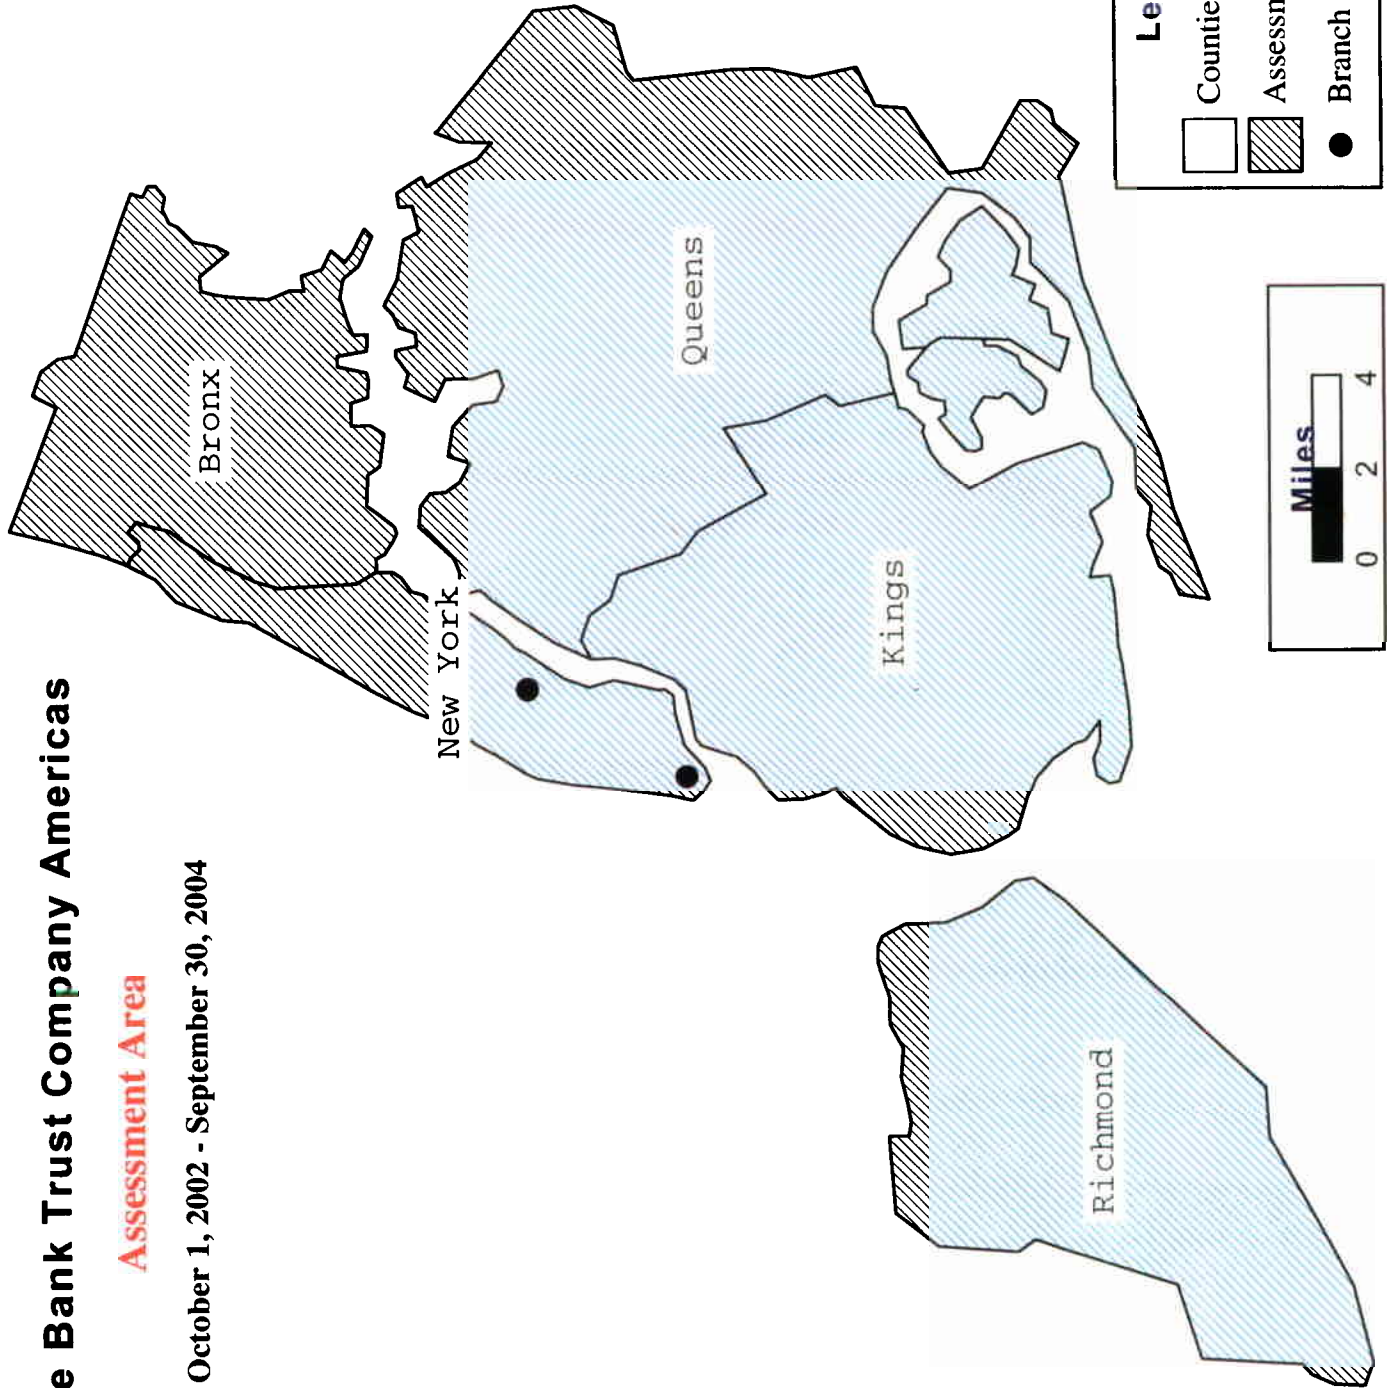 e Bank Trust Company Americas
Assessment Area
October 1, 2002 - September 30, 2004
Bronx
New York
Queens
Kings
Richmond
Le
Countie
Assessn
Branch
Miles
0 2 4